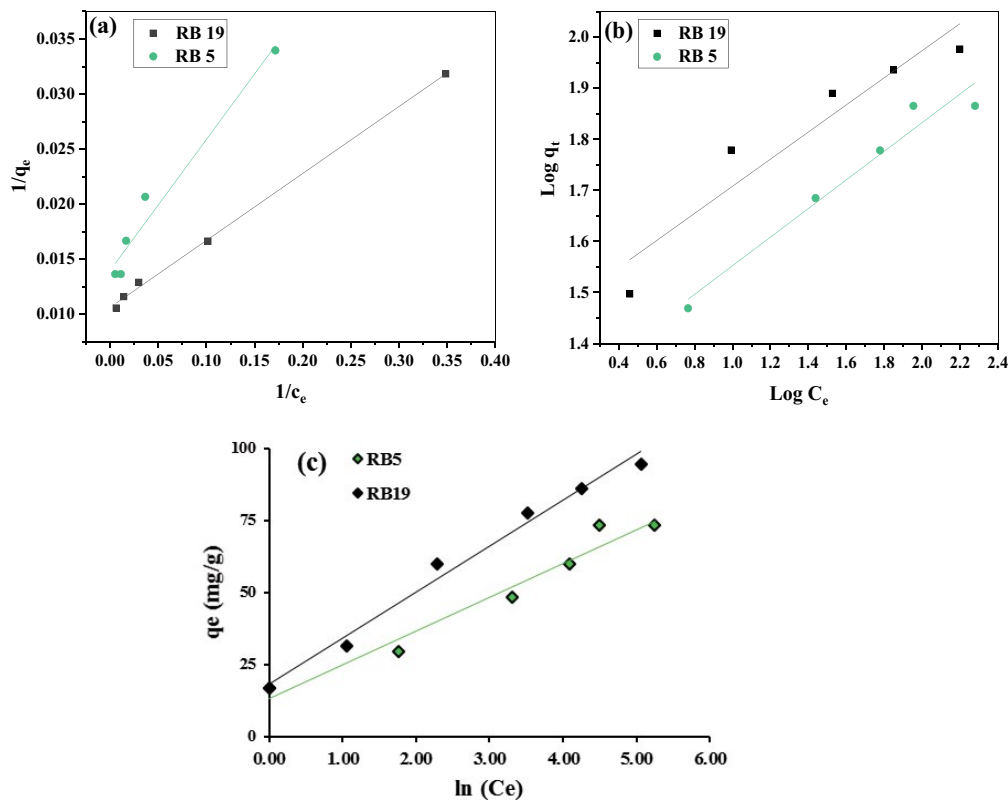 (a)
RB 19
RB 5
0.035
0.030
0.025
0.020
0.015
0.010
1/qₑ
0.00 0.05 0.10 0.15 0.20 0.25 0.30 0.35 0.40
1/cₑ
(b)
RB 19
RB 5
2.0
1.9
1.8
1.7
1.6
1.5
1.4
Log qₜ
0.4 0.6 0.8 1.0 1.2 1.4 1.6 1.8 2.0 2.2 2.4
Log Cₑ
(c)
RB5
RB19
100
75
50
25
0
qe (mg/g)
0.00 1.00 2.00 3.00 4.00 5.00 6.00
ln (Ce)